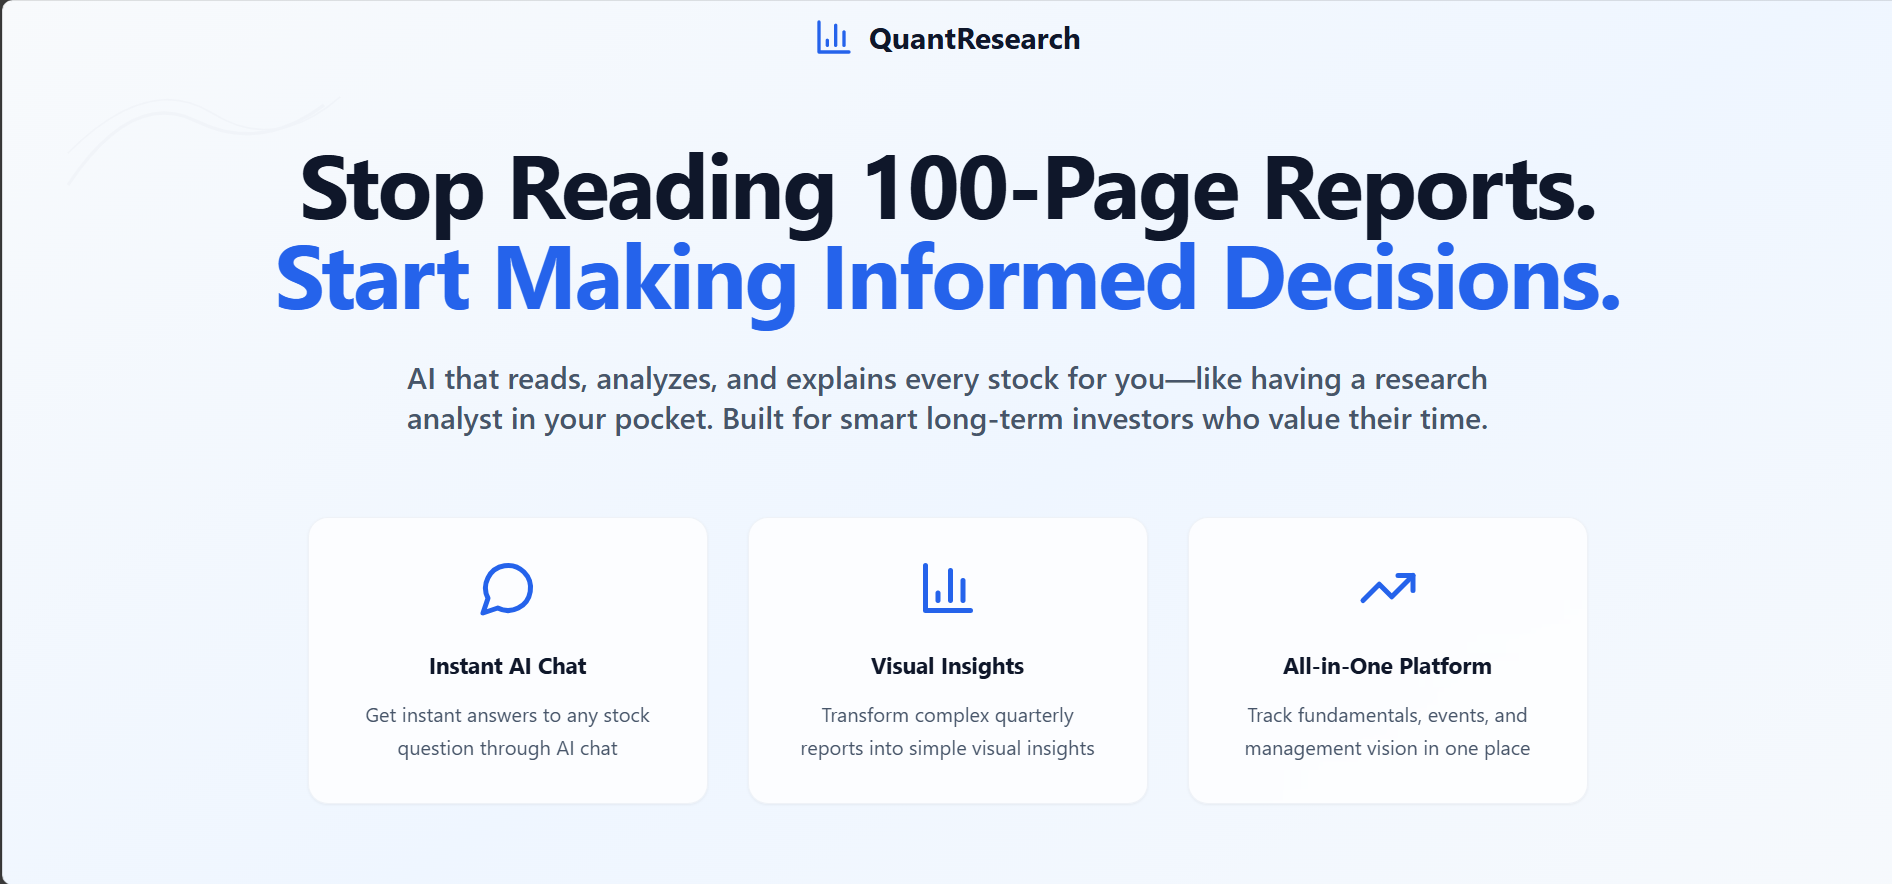 QuantResearch
Stop Reading 100-Page Reports.
Start Making Informed Decisions.
AI that reads, analyzes, and explains every stock for you—like having a research
analyst in your pocket. Built for smart long-term investors who value their time.
Instant AI Chat
Get instant answers to any stock
question through AI chat
Visual Insights
Transform complex quarterly
reports into simple visual insights
All-in-One Platform
Track fundamentals, events, and
management vision in one place